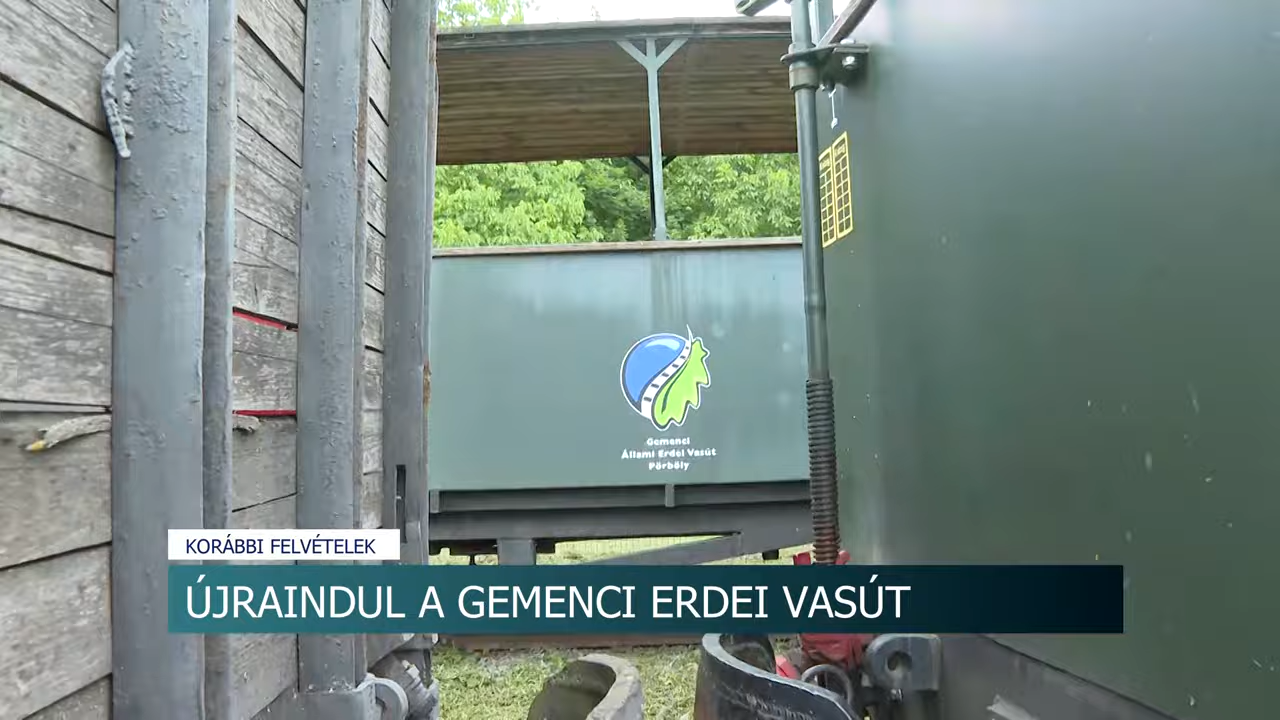 Gemenci
Állami Erdei Vasút
Pörböly
KORÁBBI FELVÉTELEK
ÚJRAINDUL A GEMENCI ERDEI VASÚT